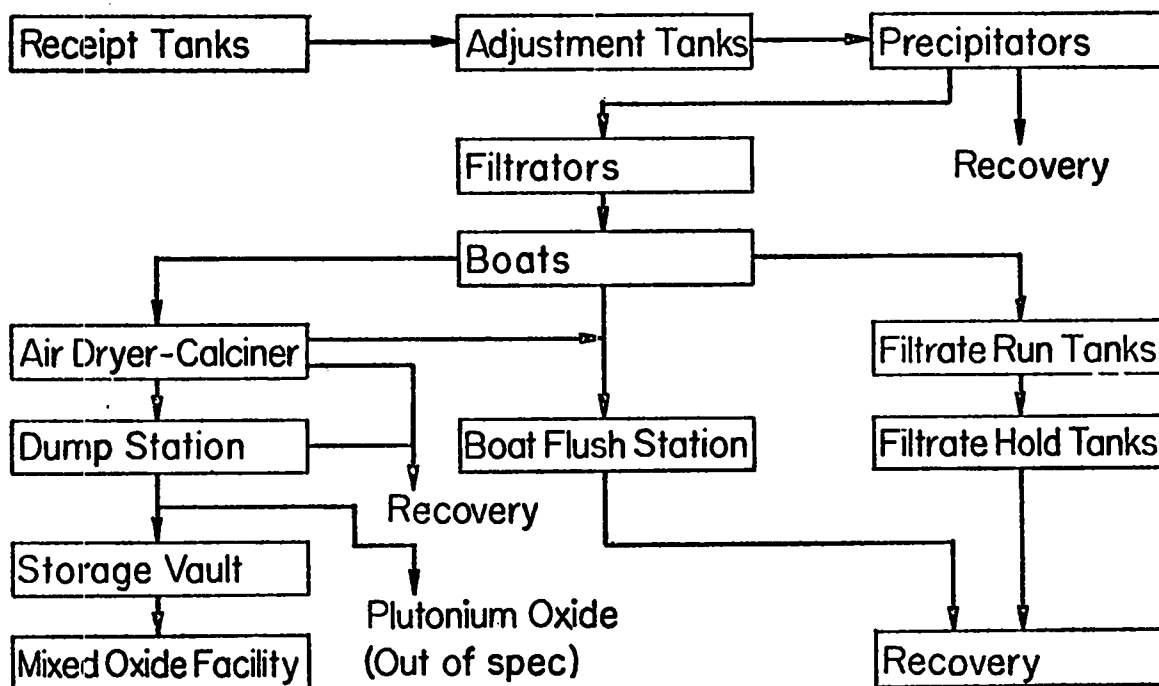 Receipt Tanks
Adjustment Tanks
Precipitators
Filtrators
Recovery
Boats
Air Dryer-Calciner
Filtrate Run Tanks
Dump Station
Boat Flush Station
Filtrate Hold Tanks
Recovery
Storage Vault
Plutonium Oxide
(Out of spec)
Mixed Oxide Facility
Recovery